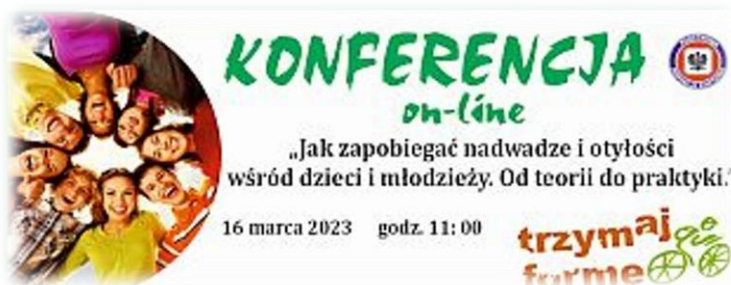 KONFERENCJA
on-line
„Jak zapobiegać nadwadze i otyłości
wśród dzieci i młodzieży. Od teorii do praktyki."
16 marca 2023 godz. 11: 00
trzymaj
formę